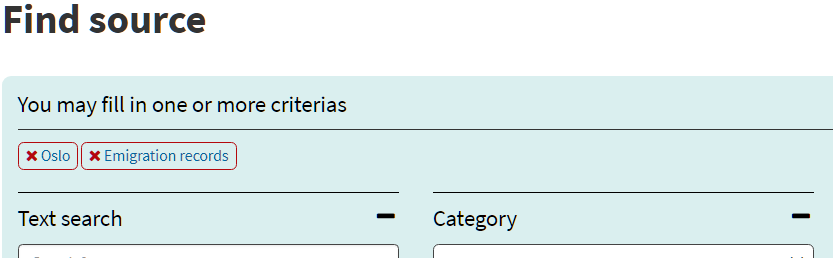 Find source
You may fill in one or more criterias
Oslo Emigration records
Text search Category